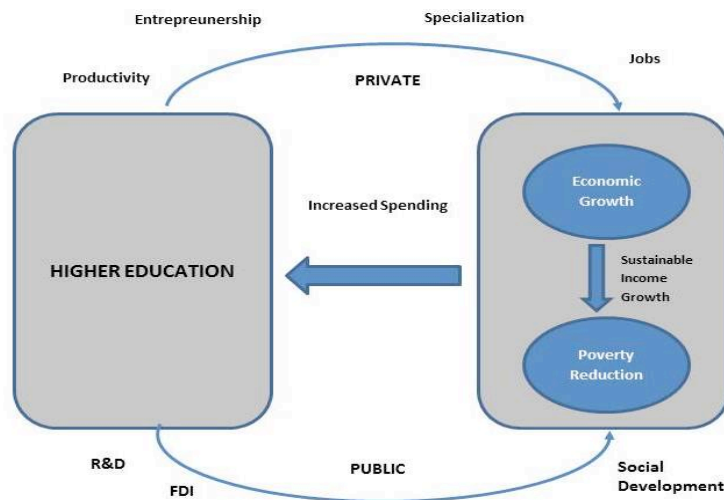 Entrepreunership
Specialization
Productivity
PRIVATE
Jobs
Increased Spending
HIGHER EDUCATION
Economic
Growth
Sustainable
Income
Growth
Poverty
Reduction
R&D
FDI
PUBLIC
Social
Development